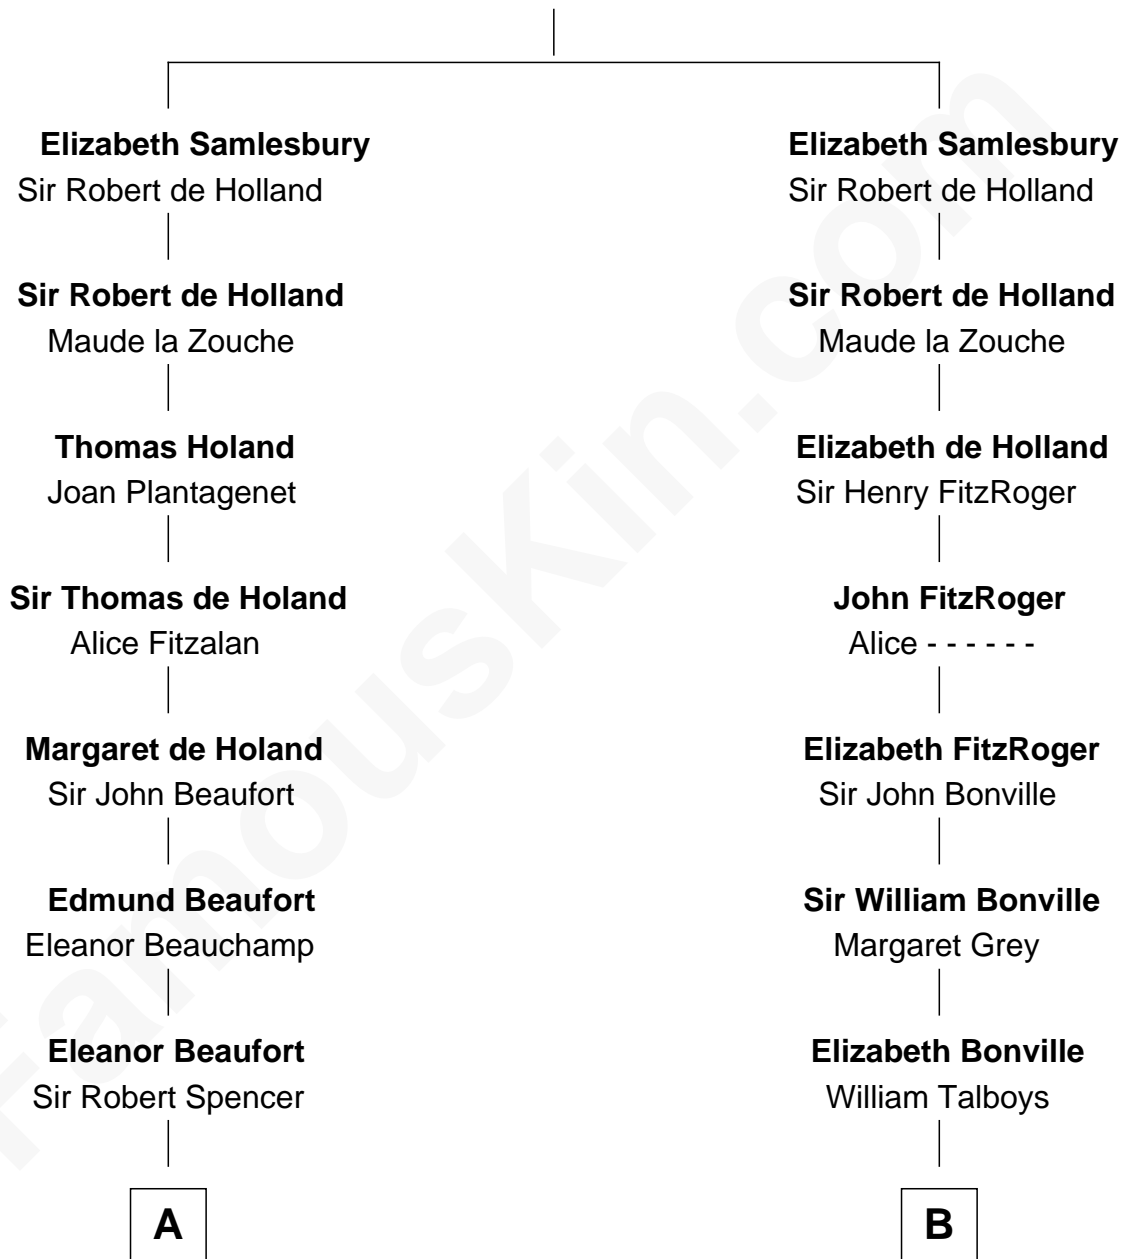 Elizabeth Samlesbury
Sir Robert de Holland
Sir Robert de Holland
Maude la Zouche
Thomas Holand
Joan Plantagenet
Sir Thomas de Holand
Alice Fitzalan
Margaret de Holand
Sir John Beaufort
Edmund Beaufort
Eleanor Beauchamp
Eleanor Beaufort
Sir Robert Spencer
A
Elizabeth Samlesbury
Sir Robert de Holland
Sir Robert de Holland
Maude la Zouche
Elizabeth de Holland
Sir Henry FitzRoger
John FitzRoger
Alice - - - - - -
Elizabeth FitzRoger
Sir John Bonville
Sir William Bonville
Margaret Grey
Elizabeth Bonville
William Talboys
B
FamousKin.com